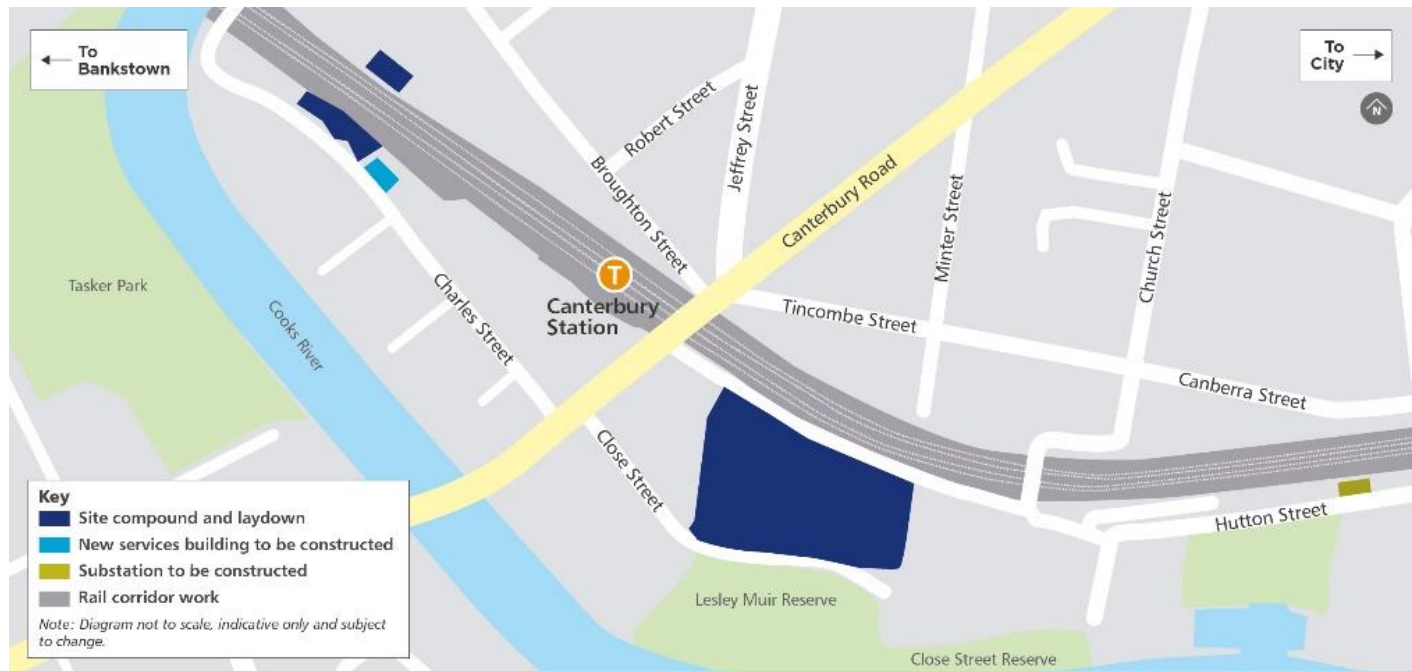 To
Bankstown
To
City
N
Robert Street
Jeffrey Street
Broughton Street
Canterbury Road
Minter Street
Church Street
Tasker Park
Cooks River
Charles Street
T
Canterbury
Station
Tincombe Street
Canberra Street
Close Street
Hutton Street
Lesley Muir Reserve
Close Street Reserve
Key
Site compound and laydown
New services building to be constructed
Substation to be constructed
Rail corridor work
Note: Diagram not to scale, indicative only and subject
to change.